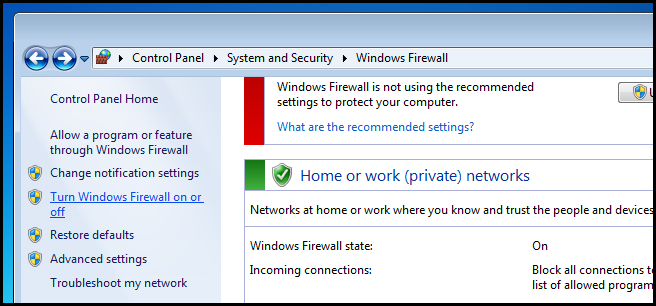 Control Panel System and Security Windows Firewall
Control Panel Home
Allow a program or feature
through Windows Firewall
Change notification settings
Turn Windows Firewall on or
off
Restore defaults
Advanced settings
Troubleshoot my network
Windows Firewall is not using the recommended
settings to protect your computer.
What are the recommended settings?
Home or work (private) networks
Networks at home or work where you know and trust the people and devices
Windows Firewall state: On
Incoming connections: Block all connections to
list of allowed program